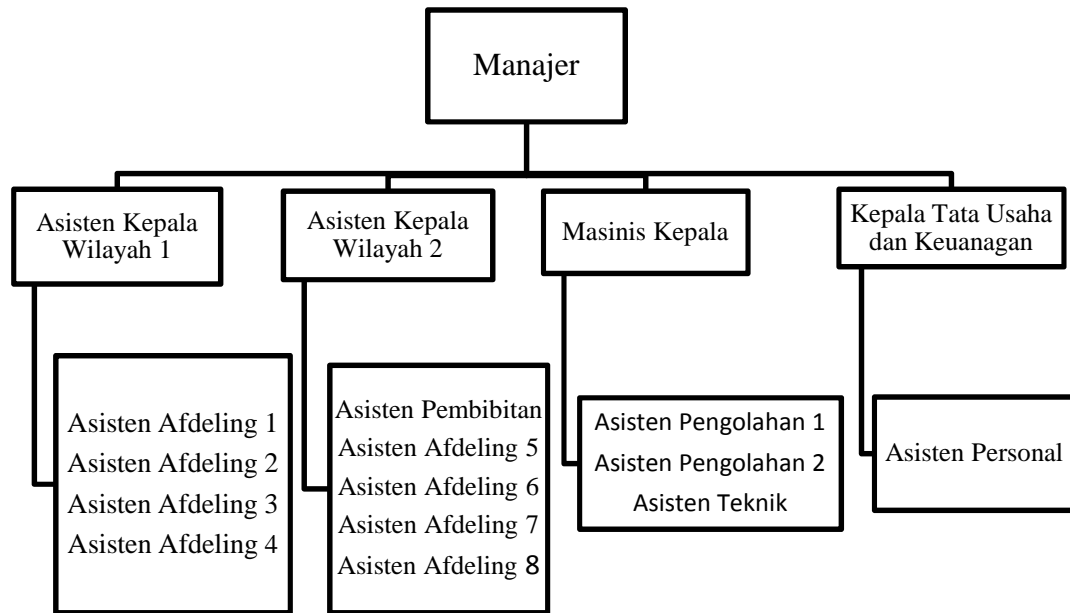 Manajer
Asisten Kepala
Wilayah 1
Asisten Kepala
Wilayah 2
Masinis Kepala
Kepala Tata Usaha
dan Keuanagan
Asisten Afdeling 1
Asisten Afdeling 2
Asisten Afdeling 3
Asisten Afdeling 4
Asisten Pembibitan
Asisten Afdeling 5
Asisten Afdeling 6
Asisten Afdeling 7
Asisten Afdeling 8
Asisten Pengolahan 1
Asisten Pengolahan 2
Asisten Teknik
Asisten Personal